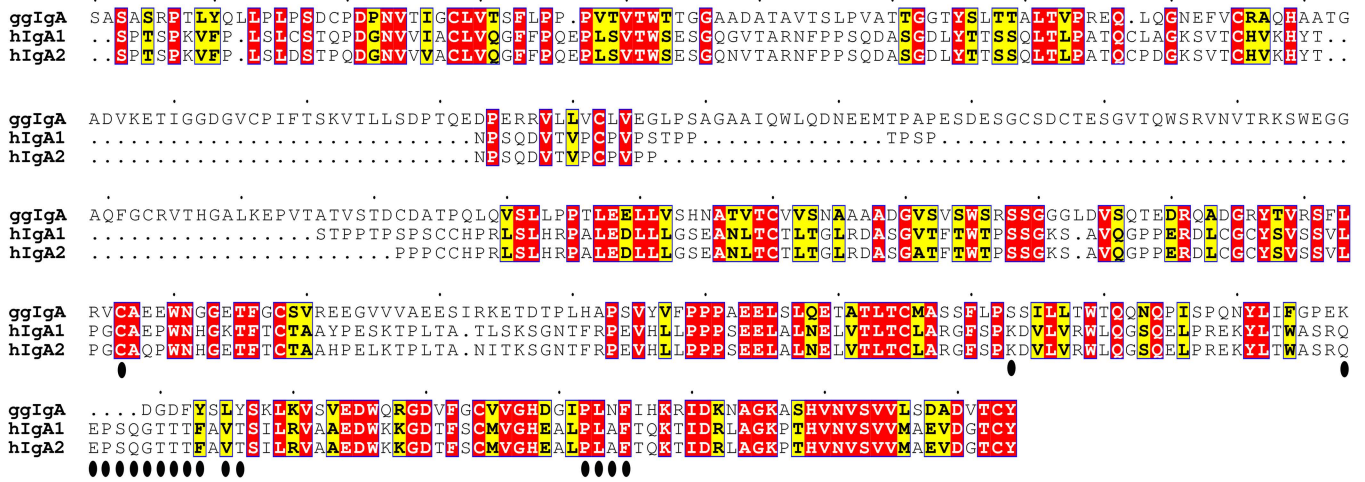 ggIgA SASASRPTLYQLLPLPSDCPDPNVTIGCLVTSFLPP.PVTVTWTTGGAADATAVTSLPVATTGGTYSLTTALTVPREQ.LQGNEFVCRAQHAATG
hIgA1 ..SPTSPKVFP.LSLCSTQPDGNVVIACLVQGFFPQEPLSVTWSESGQGVTARNFPPSQDASGDLYTTSSQLTLPATQCLAGKSVTCHVKHYT..
hIgA2 ..SPTSPKVFP.LSLDSTPQDGNVVVACLVQGFFPQEPLSVTWSESGQNVTARNFPPSQDASGDLYTTSSQLTLPATQCPDGKSVTCHVKHYT..
ggIgA ADVKETIGGDGVCPIFTSKVTLLSDPTQEDPERRVLLVCLVEGLPSAGAAIQWLQDNEEMTPAPESDESGCSDCTESGVTQWSRVNVTRKSWEGG
hIgA1 .............................NPSQDVTVPCPVPSTPP..............TPSP................................
hIgA2 .............................NPSQDVTVPCPVPP....................................................
ggIgA AQFGCRVTHGALKEPVTATVSTDCDATPQLQVSLLPPTLEELLVSHNATVTCVVSNAAAADGVSVSWSRSSGGGLDVSQTEDRQADGRYTVRSFL
hIgA1 .................STPPTPSPSCCHPRLSLHRPALEDLLLGSEANLTCTLTGLRDASGVTFTWTPSSGKS.AVQGPPERDLCGCYSVSSVL
hIgA2 .......................PPPCCHPRLSLHRPALEDLLLGSEANLTCTLTGLRDASGATFTWTPSSGKS.AVQGPPERDLCGCYSVSSVL
ggIgA RVCAEEWNGGETFGCSVREEGVVVAEESIRKETDTPLHAPSVYVFPPPAEELSLQETATLTCMASSFLPSSILLTWTQQNQPISPQNYLIFGPEK
hIgA1 PGCAEPWNHGKTFTCTAAYPESKTPLTA.TLSKSGNTFRPEVHLLPPPSEELALNELVTLTCLARGFSPKDVLVRWLQGSQELPREKYLTWASRQ
hIgA2 PGCAQPWNHGETFTCTAAHPELKTPLTA.NITKSGNTFRPEVHLLPPPSEELALNELVTLTCLARGFSPKDVLVRWLQGSQELPREKYLTWASRQ
ggIgA ....DGDFYSLYSKLKVSVEDWQRGDVFGCVVGHDGIPLNFIHKRIDKNAGKASHVNVSVVLSDADVTCY
hIgA1 EPSQGTTTFAVTSILRVAAEDWKKGDTFSCMVGHEALPLAFTQKTIDRLAGKPTHVNVSVVMAEVDGTCY
hIgA2 EPSQGTTTFAVTSILRVAAEDWKKGDTFSCMVGHEALPLAFTQKTIDRLAGKPTHVNVSVVMAEVDGTCY